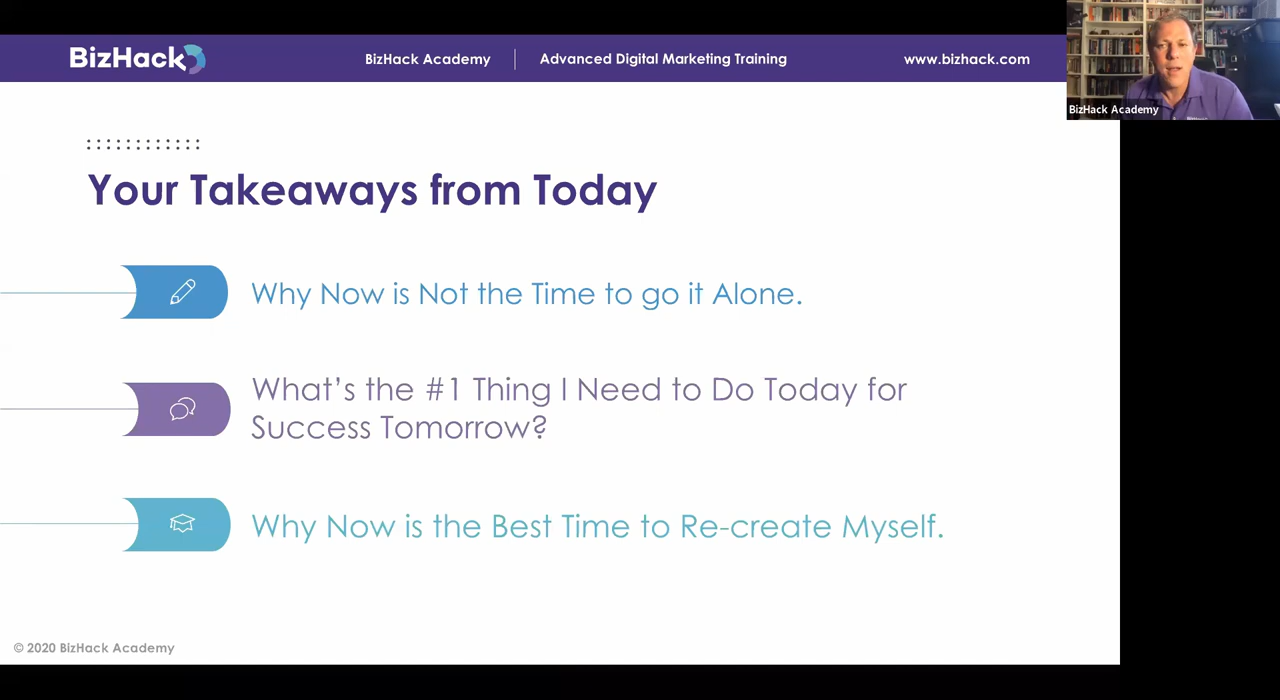 BizHack
BizHack Academy
Advanced Digital Marketing Training
www.bizhack.com
BizHack Academy
Your Takeaways from Today
Why Now is Not the Time to go it Alone.
What’s the #1 Thing I Need to Do Today for
Success Tomorrow?
Why Now is the Best Time to Re-create Myself.
© 2020 BizHack Academy